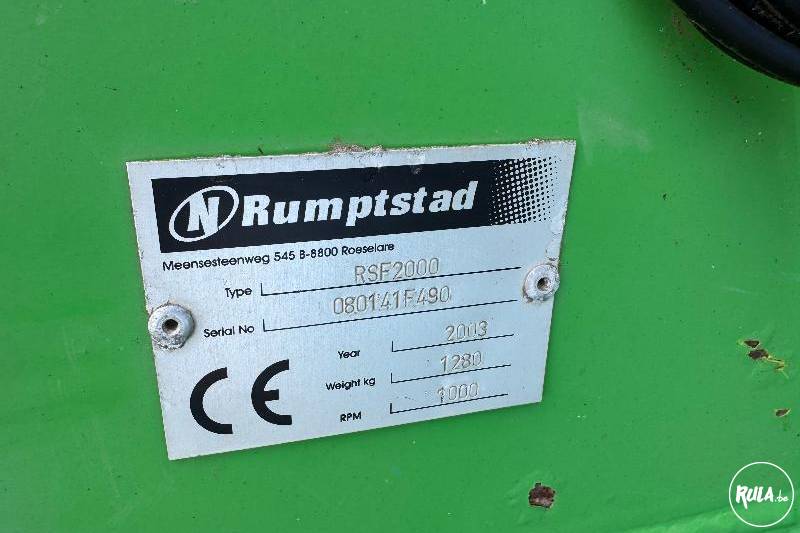 N Rumptstad
Meensesteenweg 545 B-8800 Roeselare
Type RSF2000
Serial No 080141F490
Year 2003
Weight kg 1280
RPM 1000
CE
RULA.be